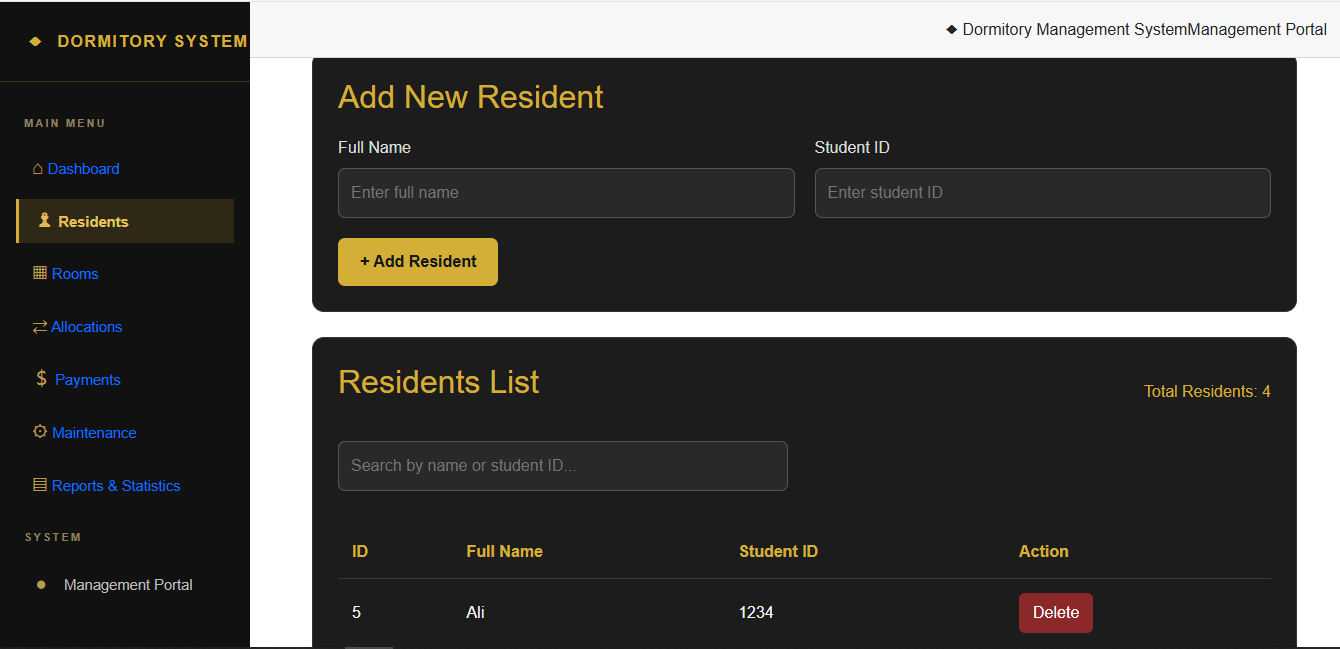 DORMITORY SYSTEM
Dormitory Management SystemManagement Portal
MAIN MENU
Dashboard
Residents
Rooms
Allocations
$ Payments
Maintenance
Reports & Statistics
SYSTEM
Management Portal
Add New Resident
Full Name
Student ID
Enter full name
Enter student ID
+ Add Resident
Residents List
Total Residents: 4
Search by name or student ID...
ID Full Name Student ID Action
5 Ali 1234 Delete